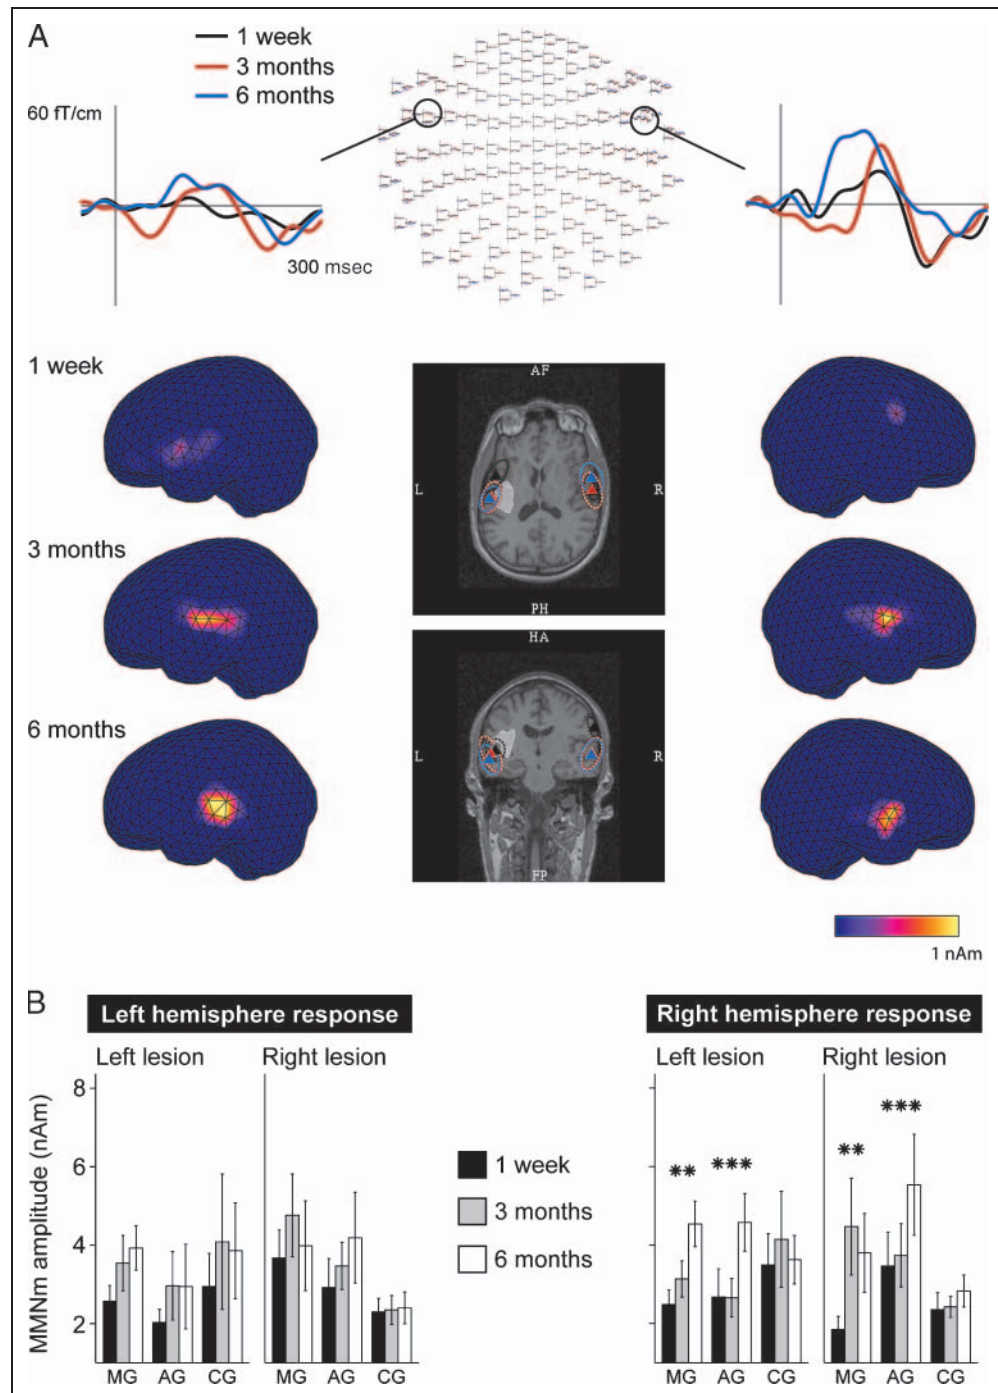 A
1 week
3 months
6 months
60 fT/cm
300 msec
1 week
3 months
6 months
AF
L
R
PH
HA
L
R
FP
1 nAm
B
Left hemisphere response
Right hemisphere response
Left lesion
Right lesion
Left lesion
Right lesion
MMNm amplitude (nAm)
8
6
4
2
** ***
** ***
1 week
3 months
6 months
MG AG CG
MG AG CG
MG AG CG
MG AG CG